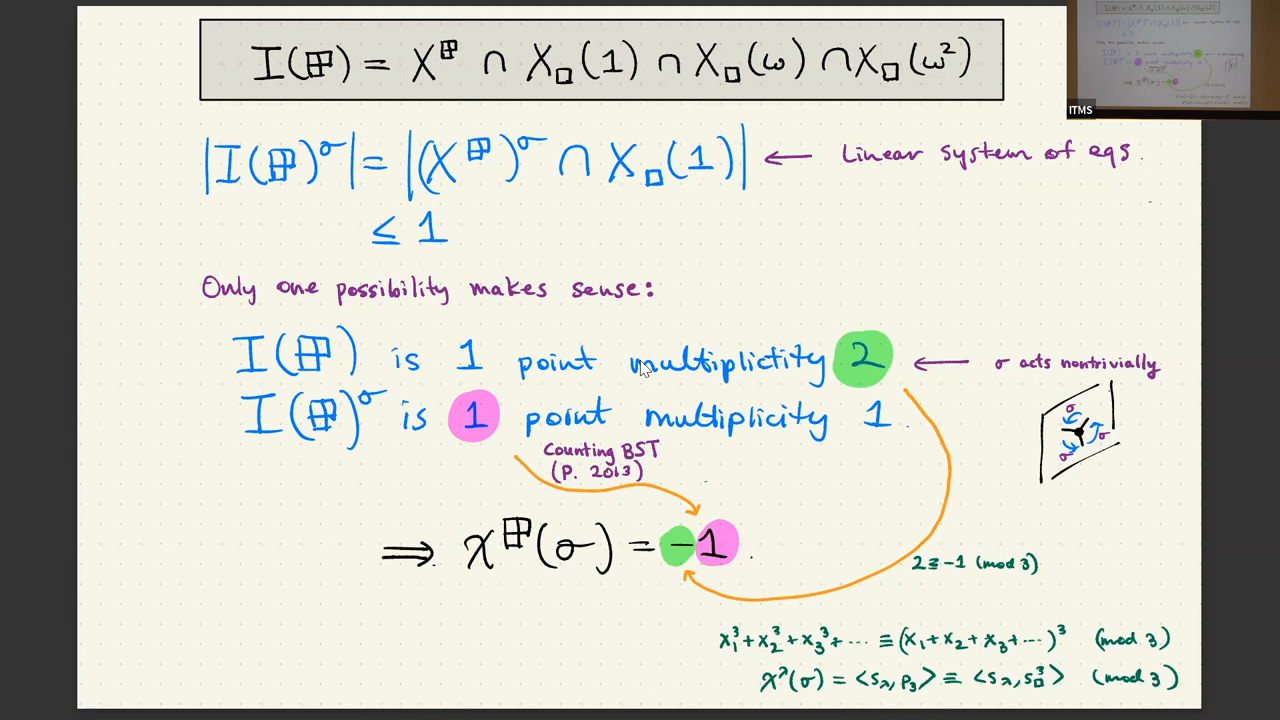 I(⊞) = X^⊞ ∩ X_□(1) ∩ X_□(ω) ∩ X_□(ω²)
ITMS
|I(⊞)^σ| = |(X^⊞)^σ ∩ X_□(1)| ← Linear system of eqs.
≤ 1
Only one possibility makes sense:
I(⊞) is 1 point multiplictity 2 ← σ acts nontrivially
I(⊞)^σ is 1 point multiplicity 1.
σ
σ
σ
Counting BST
(P. 2013)
⟹ χ^⊞(σ) = -1.
2 ≡ -1 (mod 3)
x₁³+x₂³+x₃³+··· ≡ (x₁+x₂+x₃+···)³ (mod 3)
χ^λ(σ) = <s_λ, p₃> ≡ <s_λ, s_□³> (mod 3)